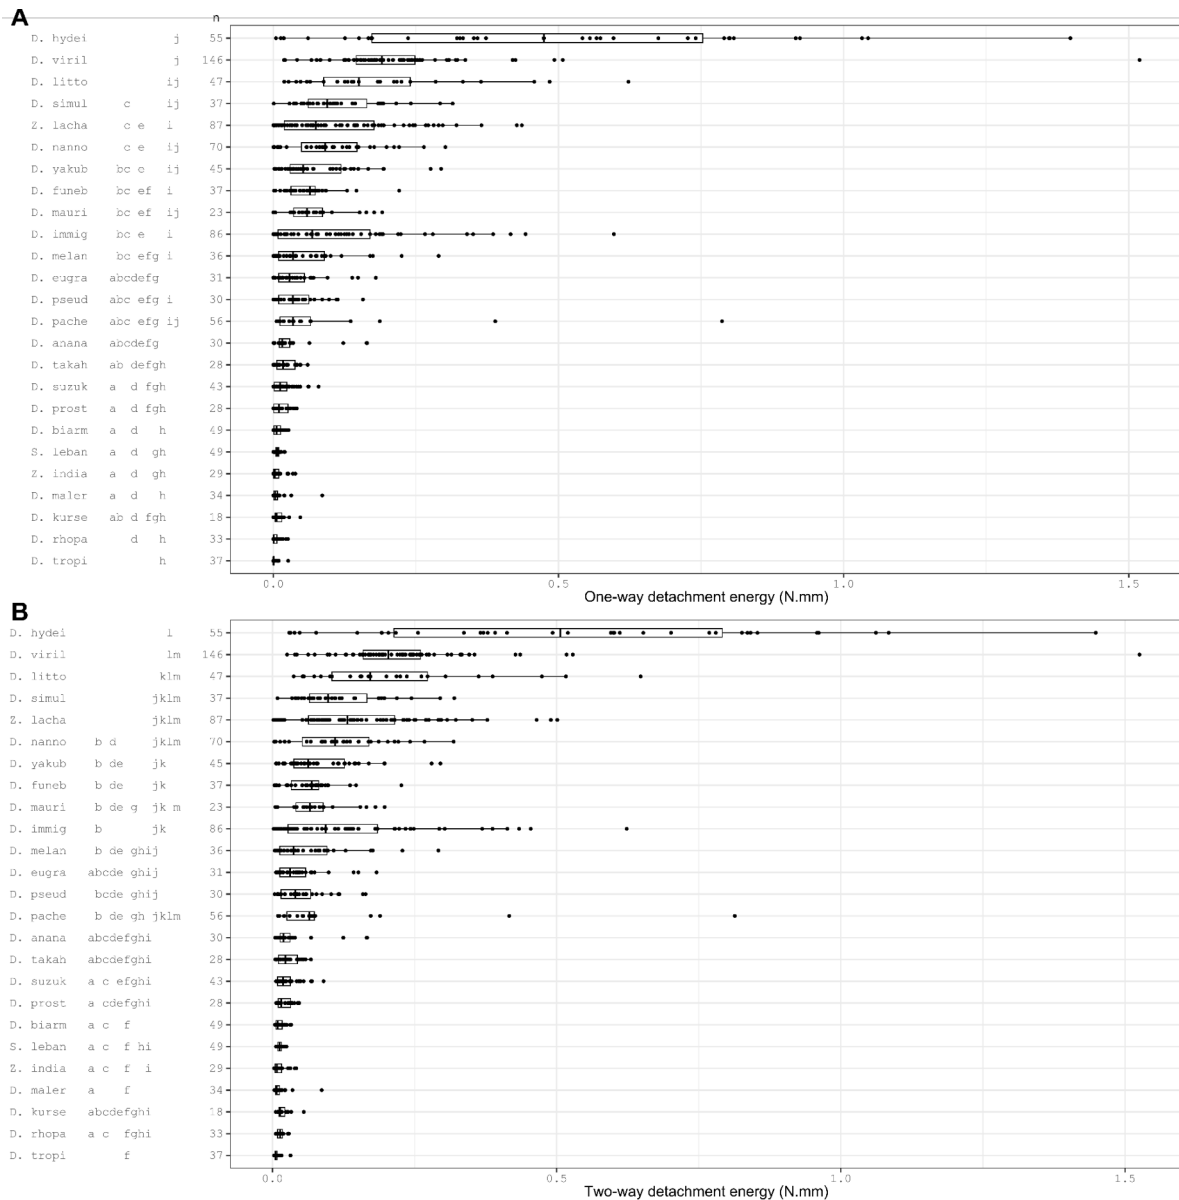 A
n
D. hydei j 55
D. viril j 146
D. litto ij 47
D. simul c ij 37
Z. lacha c e i 87
D. nanno c e ij 70
D. yakub bc e ij 45
D. funeb bc ef i 37
D. mauri bc ef ij 23
D. immig bc e i 86
D. melan bc efg i 36
D. eugra abcdefg 31
D. pseud abc efg i 30
D. pache abc efg ij 56
D. anana abcdefg 30
D. takah ab defgh 28
D. suzuk a d fgh 43
D. prost a d fgh 28
D. biarm a d h 49
S. leban a d gh 49
Z. india a d gh 29
D. maler a d h 34
D. kurse ab d fgh 18
D. rhopa d h 33
D. tropi h 37
0.0 0.5 1.0 1.5
One-way detachment energy (N.mm)
B
D. hydei l 55
D. viril lm 146
D. litto klm 47
D. simul jklm 37
Z. lacha jklm 87
D. nanno b d jklm 70
D. yakub b de jk 45
D. funeb b de jk 37
D. mauri b de g jk m 23
D. immig b jk 86
D. melan b de ghij 36
D. eugra abcde ghij 31
D. pseud bcde ghij 30
D. pache b de gh jklm 56
D. anana abcdefghi 30
D. takah abcdefghi 28
D. suzuk a c efghi 43
D. prost a cdefghi 28
D. biarm a c f 49
S. leban a c f hi 49
Z. india a c f i 29
D. maler a f 34
D. kurse abcdefghi 18
D. rhopa a c fghi 33
D. tropi f 37
0.0 0.5 1.0 1.5
Two-way detachment energy (N.mm)